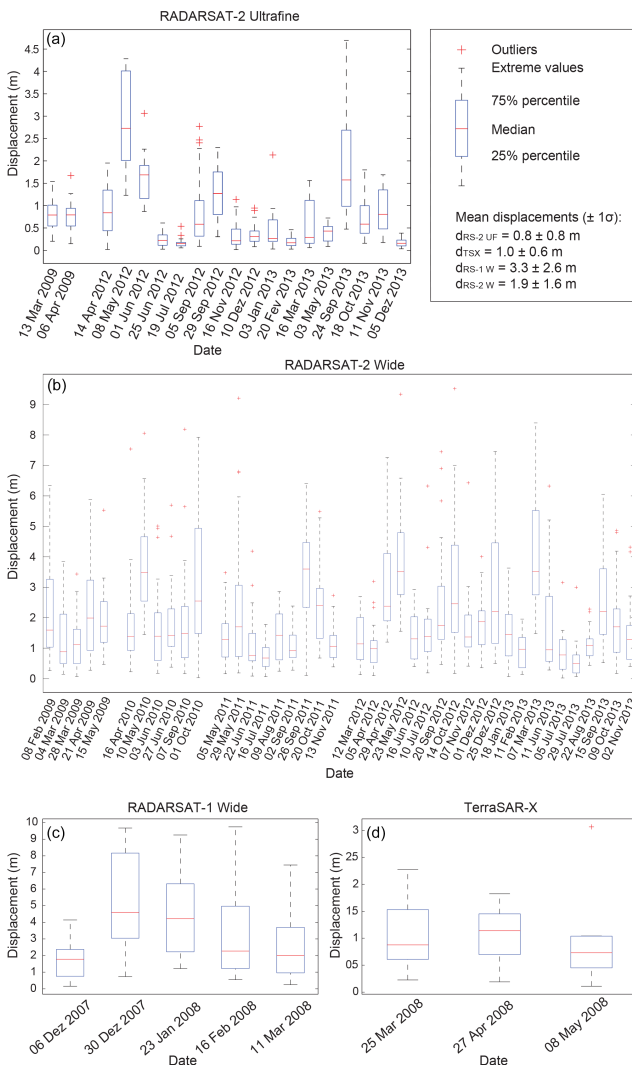 RADARSAT-2 Ultrafine
(a)
Displacement (m)
4.5
4
3.5
3
2.5
2
1.5
1
0.5
0
13 Mar 2009
06 Apr 2009
14 Apr 2012
08 May 2012
01 Jun 2012
25 Jun 2012
19 Jul 2012
05 Sep 2012
29 Sep 2012
16 Nov 2012
10 Dez 2012
03 Jan 2013
20 Fev 2013
16 Mar 2013
03 May 2013
24 Sep 2013
18 Oct 2013
11 Nov 2013
05 Dez 2013
Date
Outliers
Extreme values
75% percentile
Median
25% percentile
Mean displacements (± 1σ):
dRS-2 UF = 0.8 ± 0.8 m
dTSX = 1.0 ± 0.6 m
dRS-1 W = 3.3 ± 2.6 m
dRS-2 W = 1.9 ± 1.6 m
RADARSAT-2 Wide
(b)
Displacement (m)
9
8
7
6
5
4
3
2
1
0
08 Feb 2009
04 Mar 2009
28 Mar 2009
21 Apr 2009
15 May 2009
16 Apr 2010
10 May 2010
03 Jun 2010
27 Jun 2010
07 Sep 2010
01 Oct 2010
05 May 2011
29 May 2011
22 Jun 2011
16 Jul 2011
09 Aug 2011
02 Sep 2011
26 Sep 2011
20 Oct 2011
13 Nov 2011
12 Mar 2012
05 Apr 2012
29 Apr 2012
23 May 2012
16 Jun 2012
10 Jul 2012
20 Sep 2012
14 Oct 2012
07 Nov 2012
01 Dez 2012
25 Dez 2012
18 Jan 2013
11 Feb 2013
07 Mar 2013
11 Jun 2013
05 Jul 2013
29 Jul 2013
22 Aug 2013
15 Sep 2013
09 Oct 2013
02 Nov 2013
Date
RADARSAT-1 Wide
(c)
Displacement (m)
10
9
8
7
6
5
4
3
2
1
0
06 Dez 2007
30 Dez 2007
23 Jan 2008
16 Feb 2008
11 Mar 2008
Date
TerraSAR-X
(d)
Displacement (m)
3
25
2
15
1
05
0
25 Mar 2008
27 Apr 2008
08 May 2008
Date